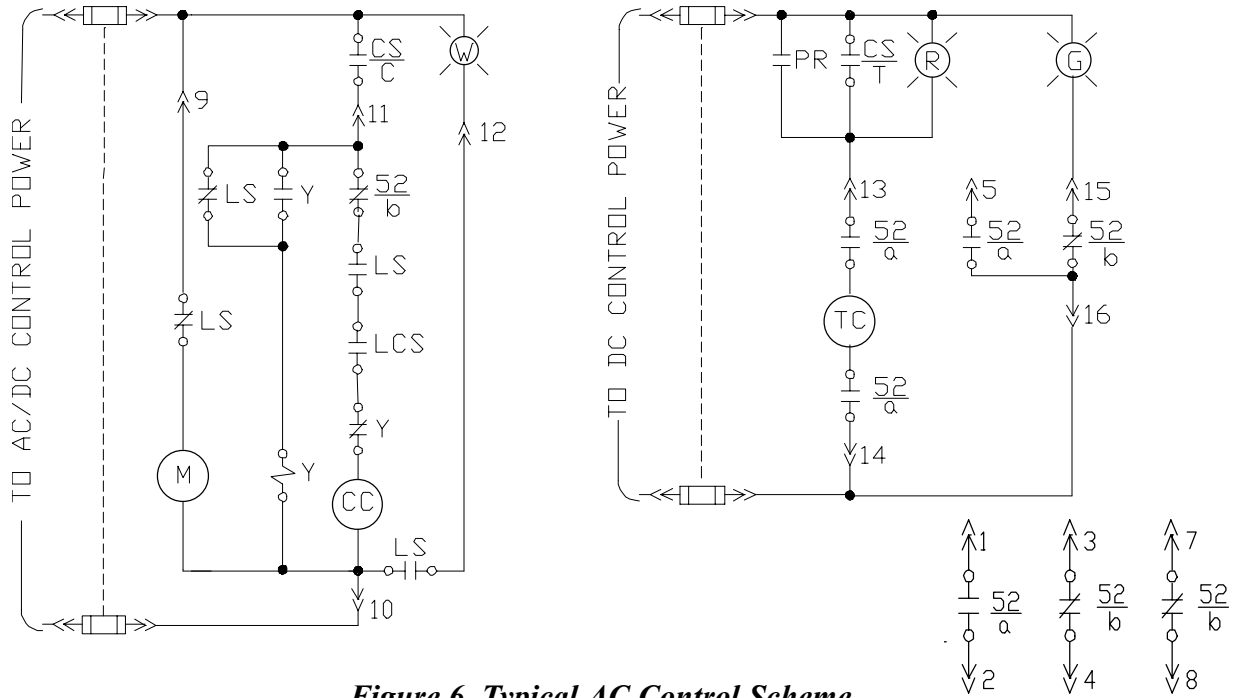 TO AC/DC CONTROL POWER
CS
C
W
9
11
12
LS
Y
52
b
LS
LCS
LS
Y
Y
M
CC
LS
10
TO DC CONTROL POWER
PR
CS
T
R
G
13
5
15
52
a
52
a
52
b
TC
16
52
a
14
1
3
7
52
a
52
b
52
b
2
4
8
Figure 6. Typical AC Control Scheme